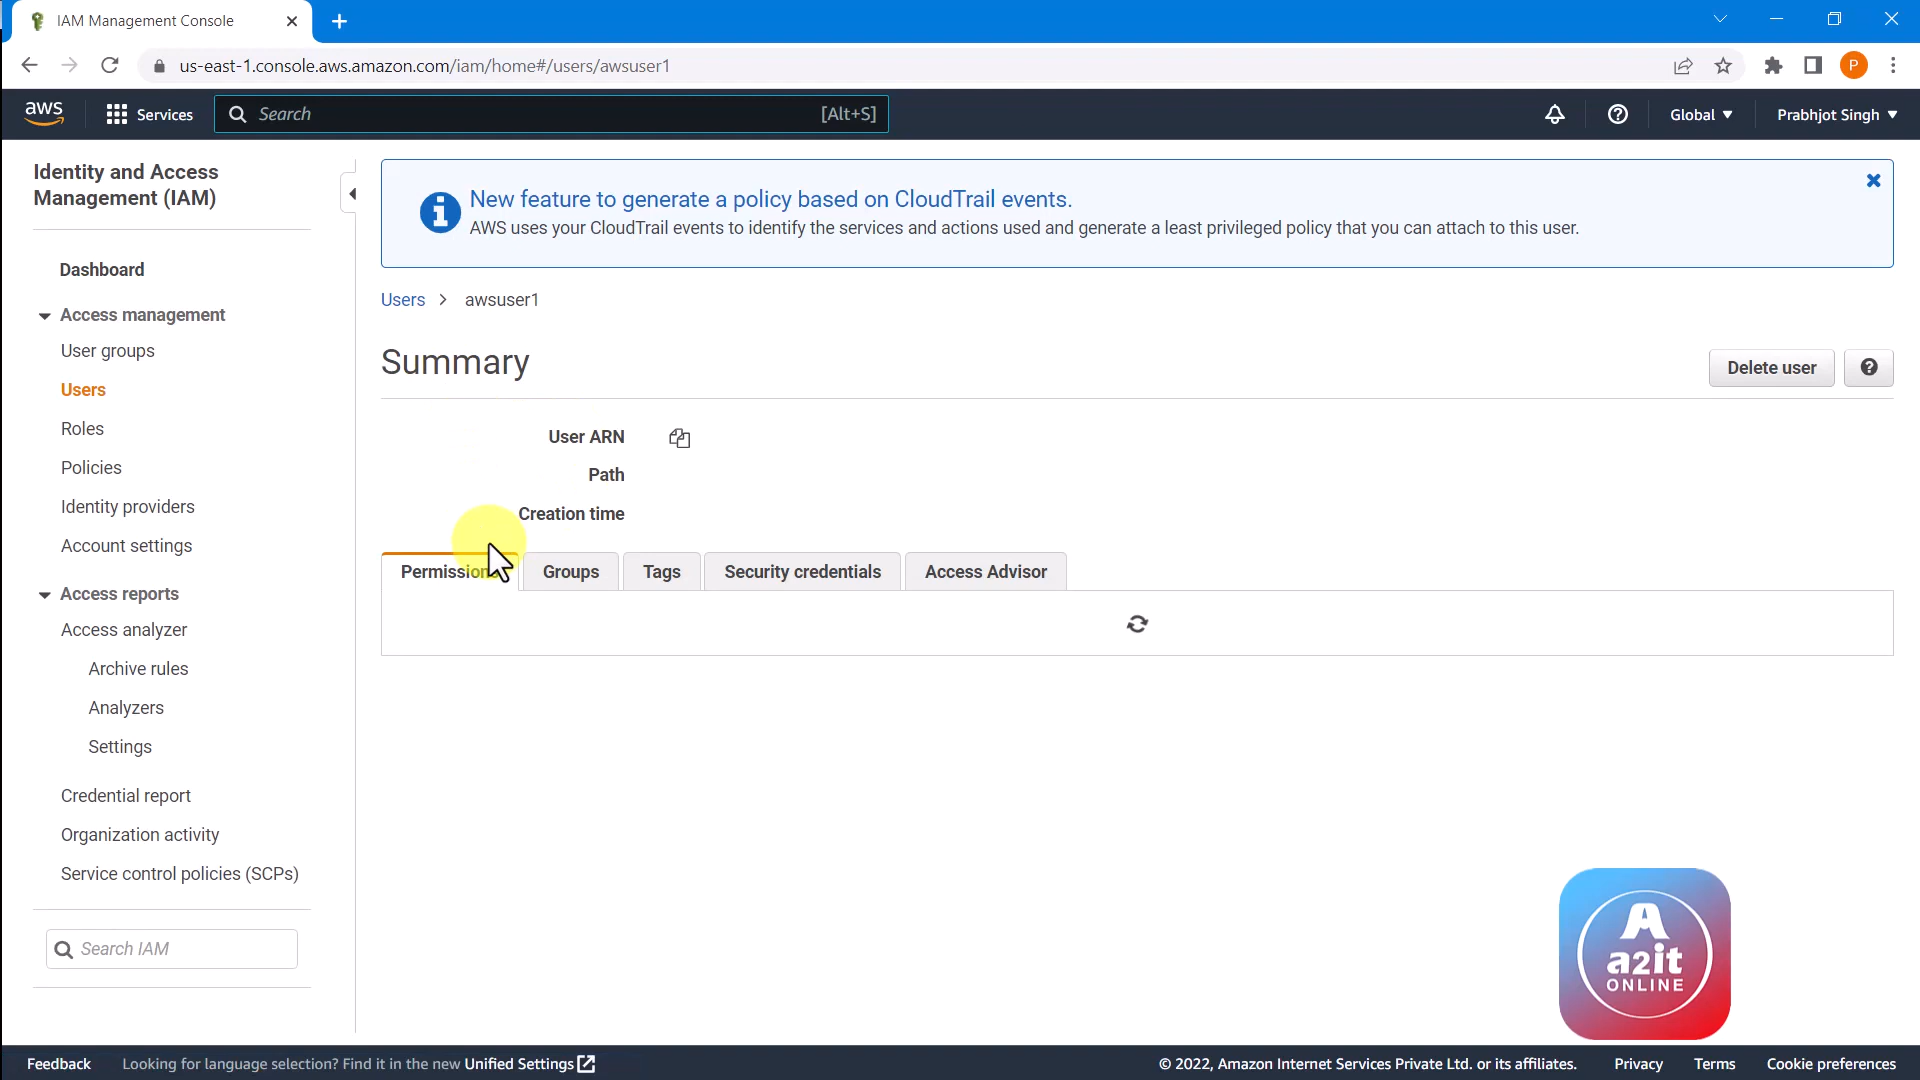 IAM Management Console
us-east-1.console.aws.amazon.com/iam/home#/users/awsuser1
P
aws
Services
Search
[Alt+S]
Global
Prabhjot Singh
Identity and Access
Management (IAM)
Dashboard
Access management
User groups
Users
Roles
Policies
Identity providers
Account settings
Access reports
Access analyzer
Archive rules
Analyzers
Settings
Credential report
Organization activity
Service control policies (SCPs)
Search IAM
New feature to generate a policy based on CloudTrail events.
AWS uses your CloudTrail events to identify the services and actions used and generate a least privileged policy that you can attach to this user.
Users > awsuser1
Summary
Delete user
User ARN
Path
Creation time
Permissions
Groups
Tags
Security credentials
Access Advisor
A
a2it
ONLINE
Feedback
Looking for language selection? Find it in the new Unified Settings
© 2022, Amazon Internet Services Private Ltd. or its affiliates.
Privacy
Terms
Cookie preferences